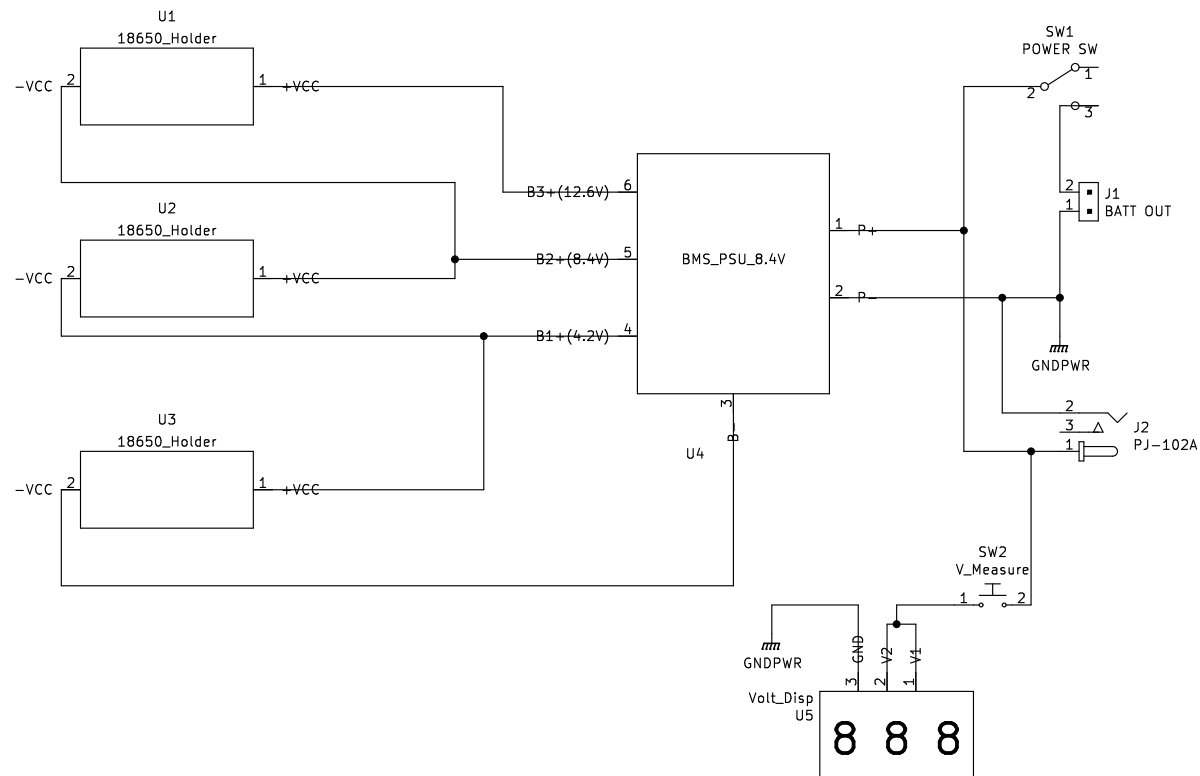 U1
18650_Holder
-VCC 2
1 +VCC
U2
18650_Holder
-VCC 2
1 +VCC
U3
18650_Holder
-VCC 2
1 +VCC
B3+(12.6V) 6
B2+(8.4V) 5
B1+(4.2V) 4
BMS_PSU_8.4V
1 P+
2 P-
3 B-
U4
SW1
POWER SW
1
2
3
2
1
J1
BATT OUT
GNDPWR
2
3
1
J2
PJ-102A
SW2
V_Measure
1
2
GNDPWR
GND
V2
V1
3
2
1
Volt_Disp
U5
8 8 8